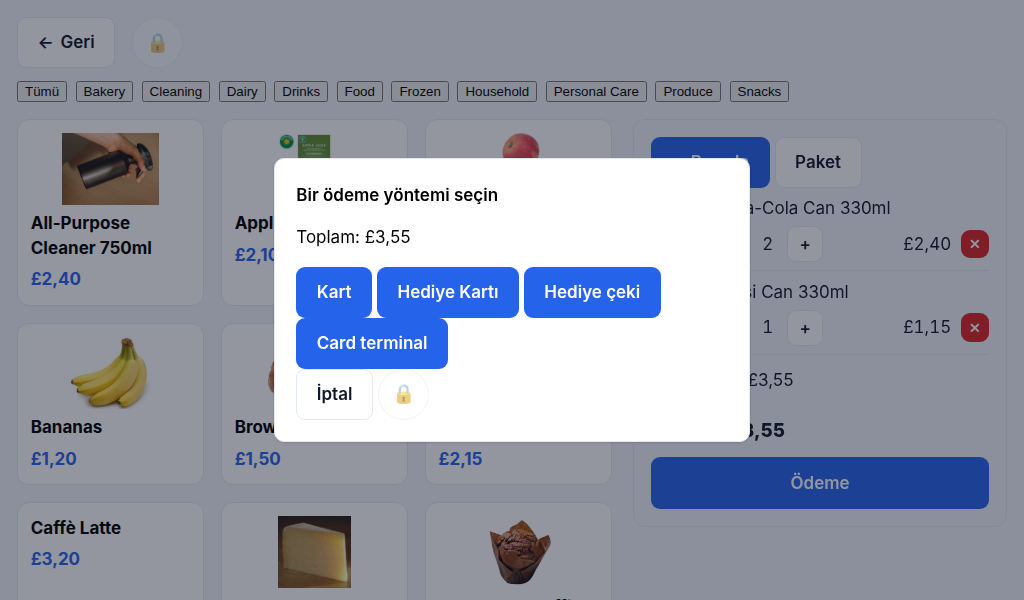 ← Geri
Tümü Bakery Cleaning Dairy Drinks Food Frozen Household Personal Care Produce Snacks
All-Purpose
Cleaner 750ml
£2,40
£2,10
Paket
-Cola Can 330ml
2 + £2,40 ×
Can 330ml
1 + £1,15 ×
£3,55
,55
Ödeme
Bir ödeme yöntemi seçin
Toplam: £3,55
Kart Hediye Kartı Hediye çeki
Card terminal
İptal
Bananas
£1,20
£1,50
£2,15
Caffè Latte
£3,20